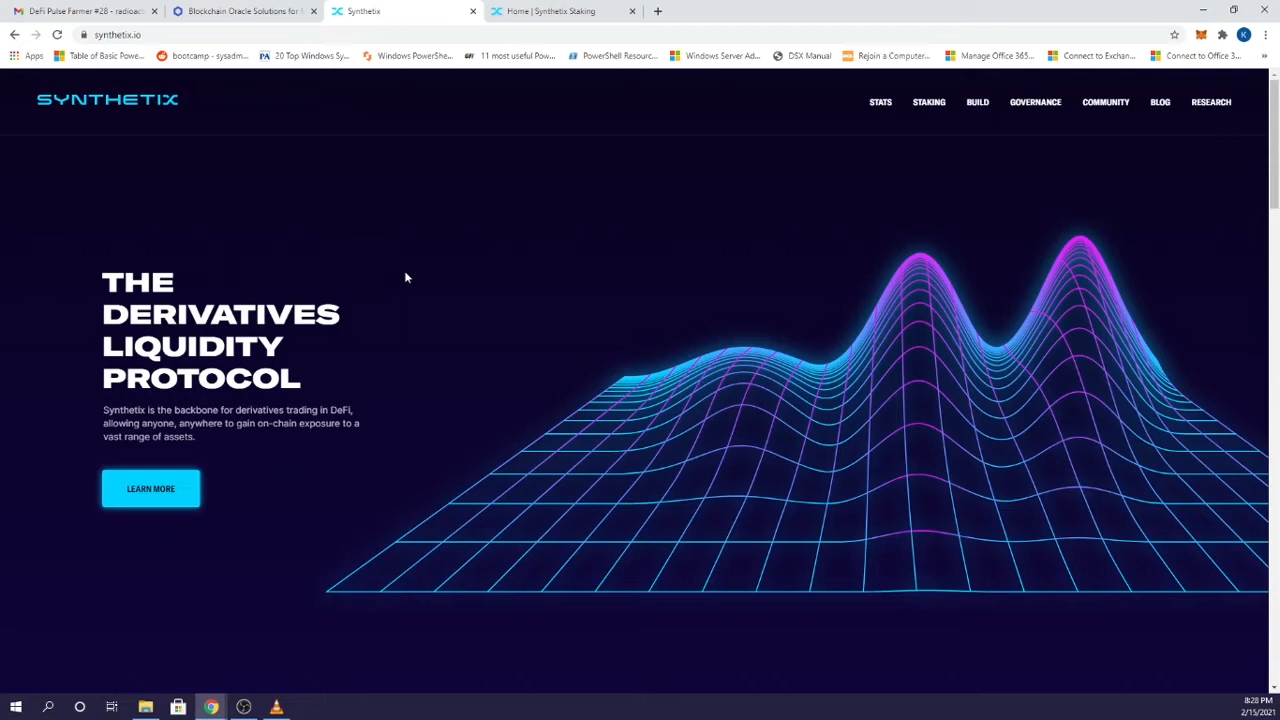 DeFi Pulse Farmer #28 - radioact
Blockchain Oracle Solutions for
Synthetix
Home | Synthetix Staking
synthetix.io
K
Apps
Table of Basic Powe...
bootcamp - sysadm...
20 Top Windows Sy...
Windows PowerShe...
11 most useful Pow...
PowerShell Resourc...
Windows Server Ad...
DSX Manual
Rejoin a Computer...
Manage Office 365...
Connect to Exchan...
Connect to Office 3...
SYNTHETIX
STATS
STAKING
BUILD
GOVERNANCE
COMMUNITY
BLOG
RESEARCH
THE
DERIVATIVES
LIQUIDITY
PROTOCOL
Synthetix is the backbone for derivatives trading in DeFi,
allowing anyone, anywhere to gain on-chain exposure to a
vast range of assets.
LEARN MORE
8:28 PM
2/15/2021